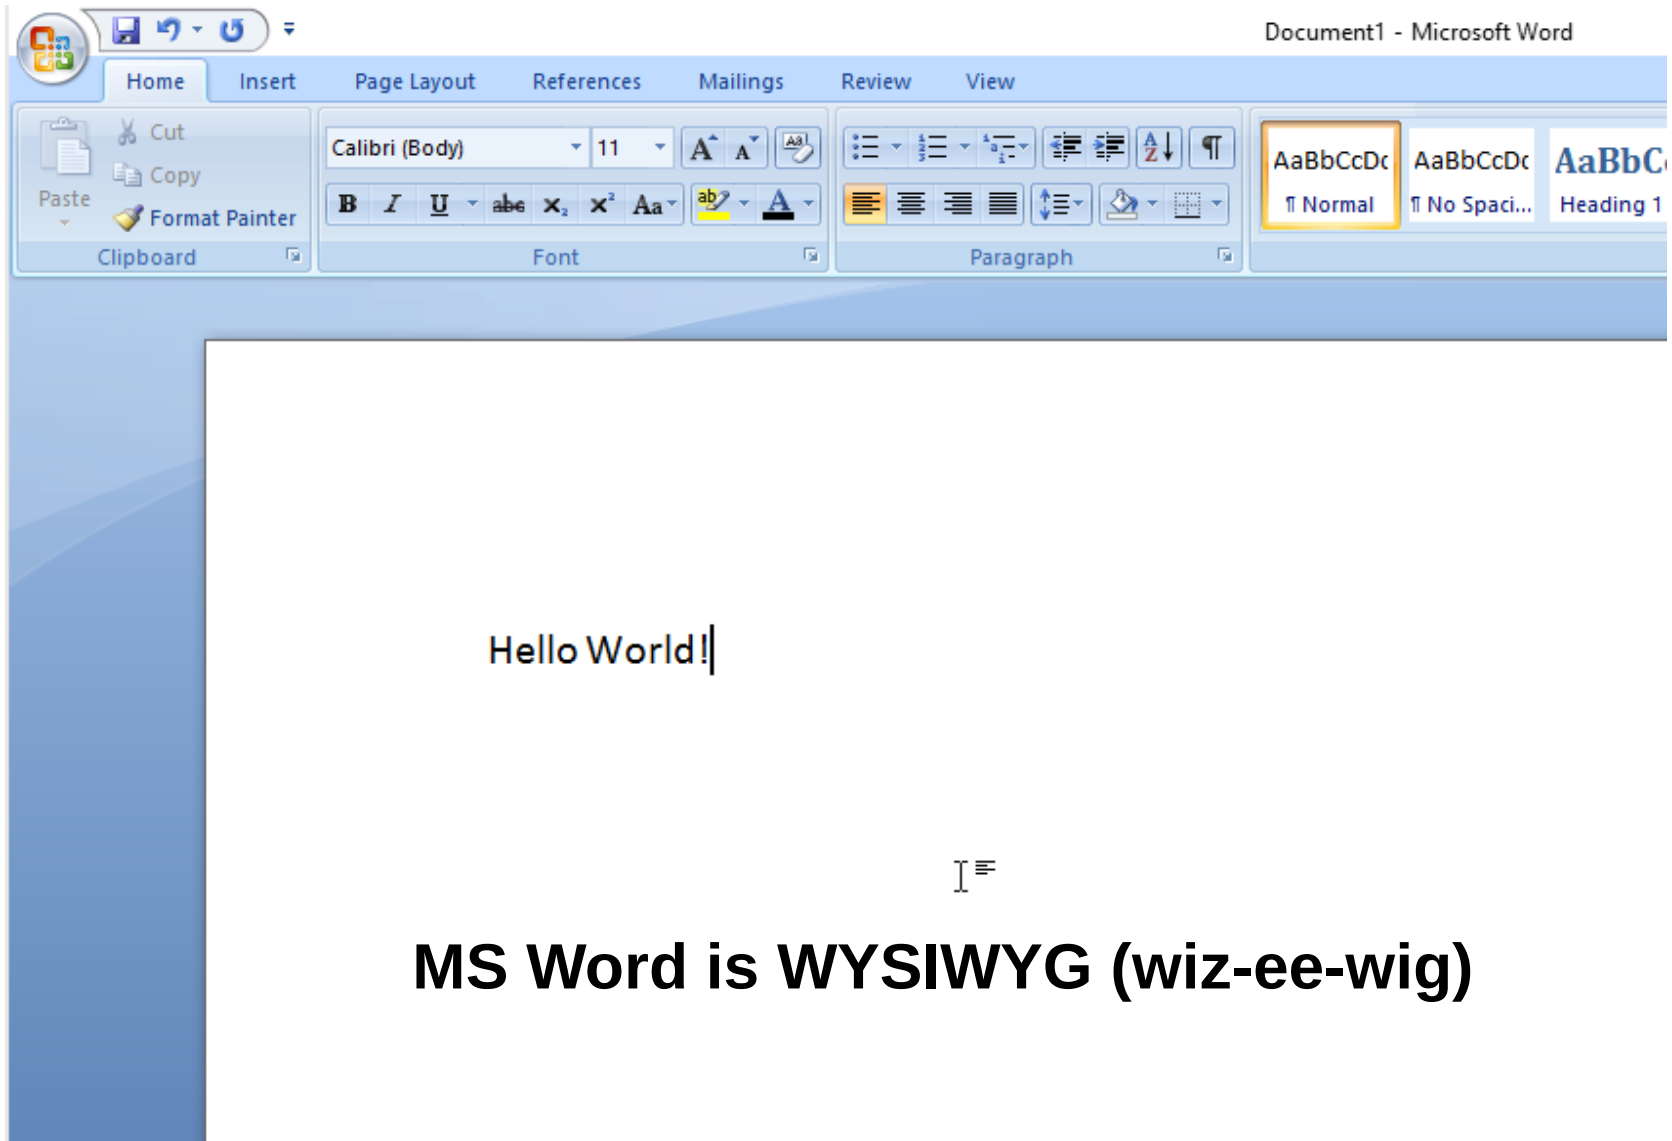 Document1 - Microsoft Word
Home Insert Page Layout References Mailings Review View
Paste
Cut
Copy
Format Painter
Clipboard
Calibri (Body) 11
Font
Paragraph
AaBbCcDc AaBbCcDc AaBbC
¶ Normal ¶ No Spaci... Heading 1
Hello World!
MS Word is WYSIWYG (wiz-ee-wig)